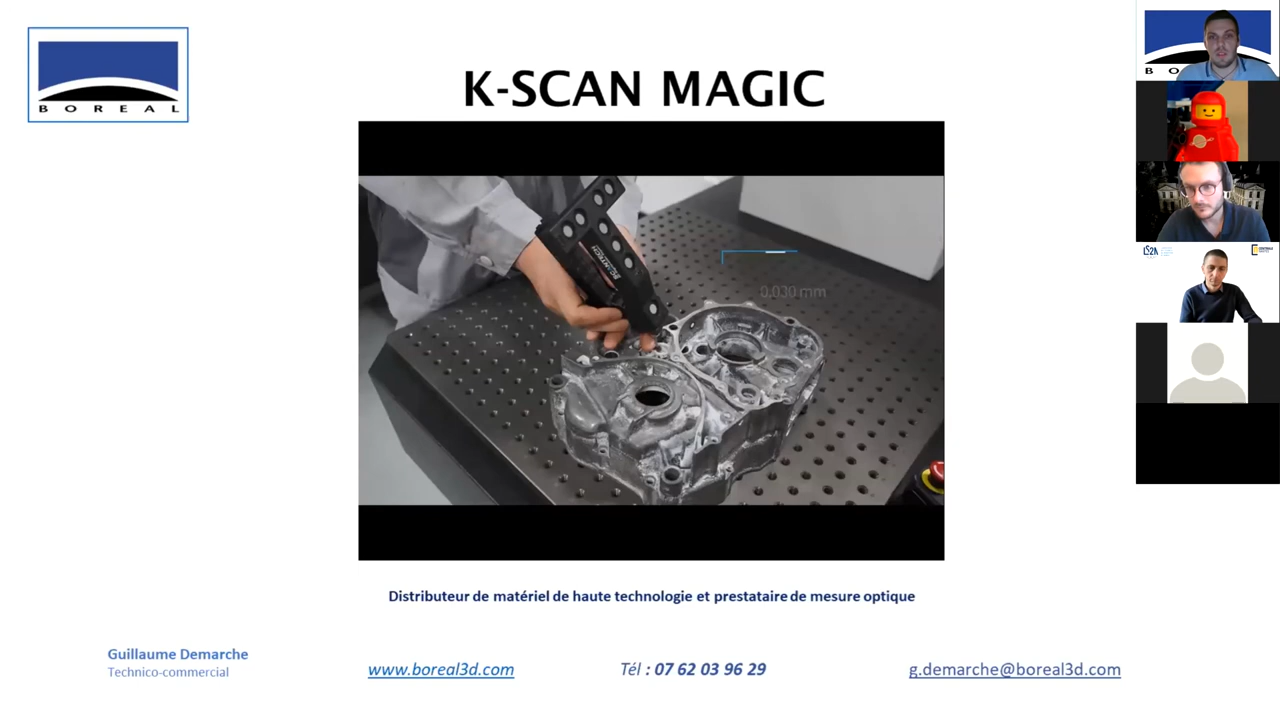 BOREAL
K-SCAN MAGIC
SCANTECH
0.030 mm
Distributeur de matériel de haute technologie et prestataire de mesure optique
Guillaume Demarche
Technico-commercial
www.boreal3d.com
Tél : 07 62 03 96 29
g.demarche@boreal3d.com
B O